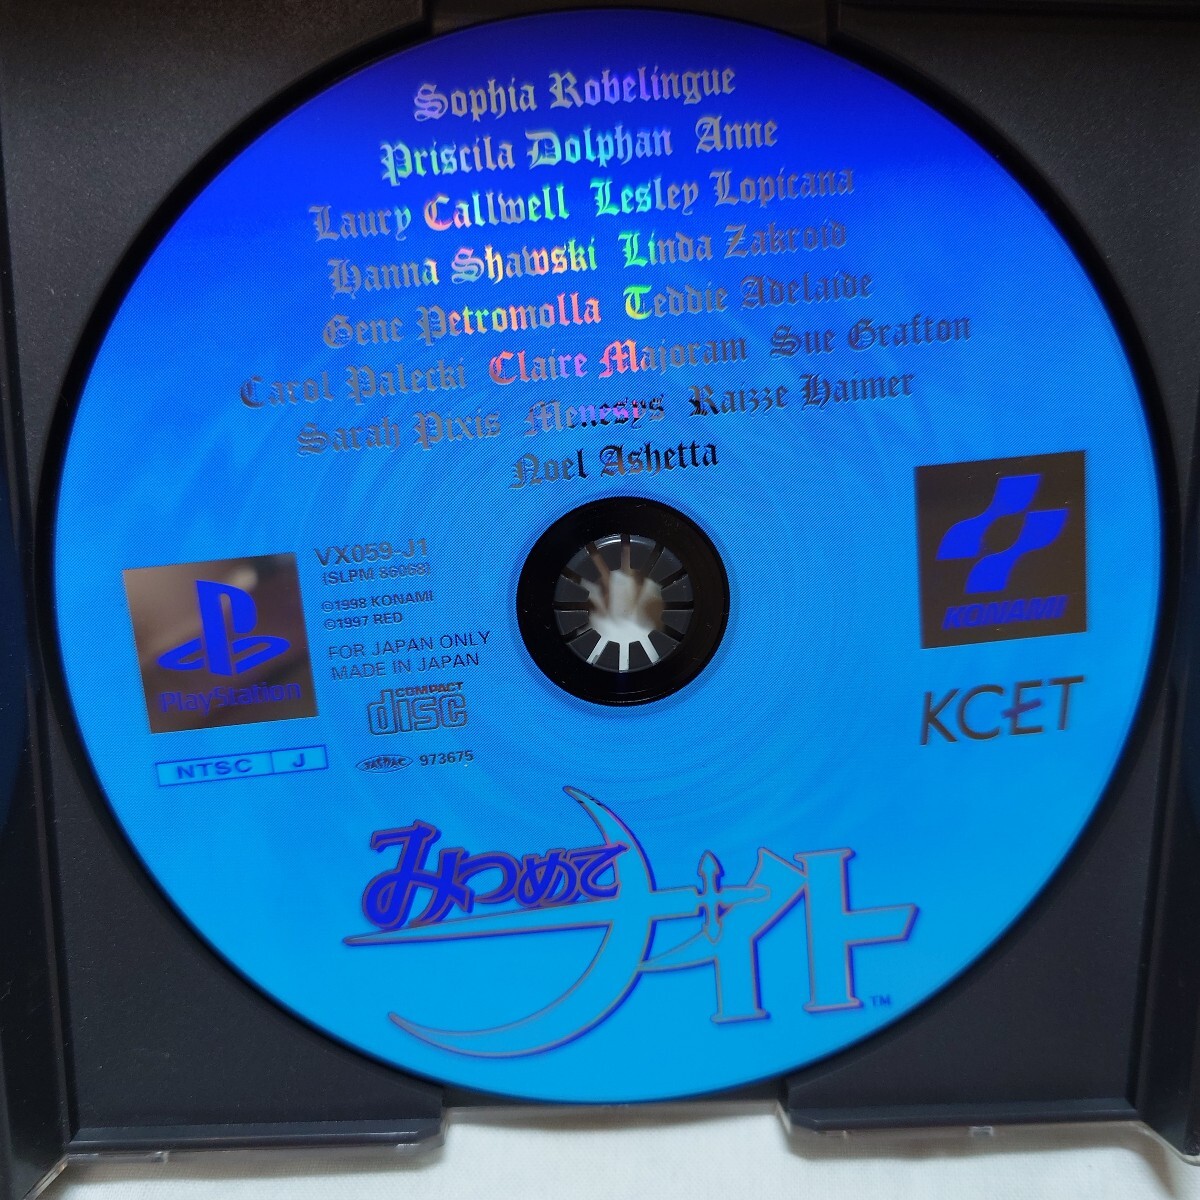 Sophia Robelingue
Priscila Dolphan Anne
Laury Callwell Lesley Lopicana
Hanna Shawski Linda Zakroid
Gene Petromolla Teddie Adelaide
Carol Palecki Claire Majoram Sue Grafton
Sarah Pixis Menesys Raizze Haimer
Noel Ashetta
VX059-J1
(SLPM 86068)
©1998 KONAMI
©1997 RED
FOR JAPAN ONLY
MADE IN JAPAN
COMPACT
disc
JASRAC 973675
PlayStation
NTSC J
KONAMI
KCET
みつめて
ナイト TM